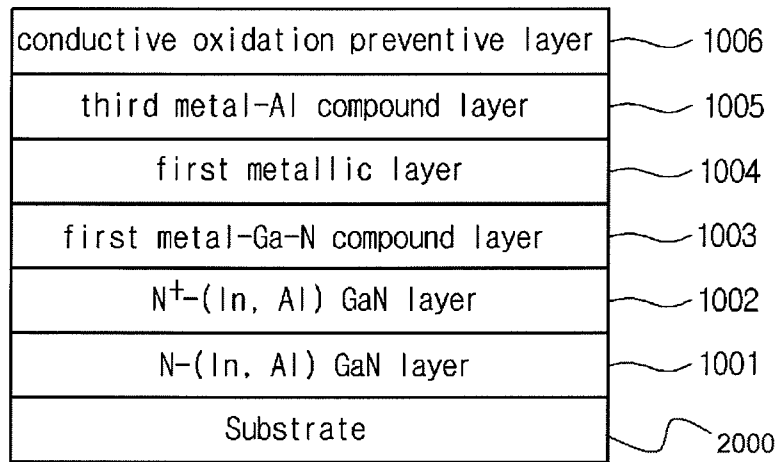 conductive oxidation preventive layer 1006
third metal-Al compound layer 1005
first metallic layer 1004
first metal-Ga-N compound layer 1003
N+-(In, Al) GaN layer 1002
N-(In, Al) GaN layer 1001
Substrate 2000